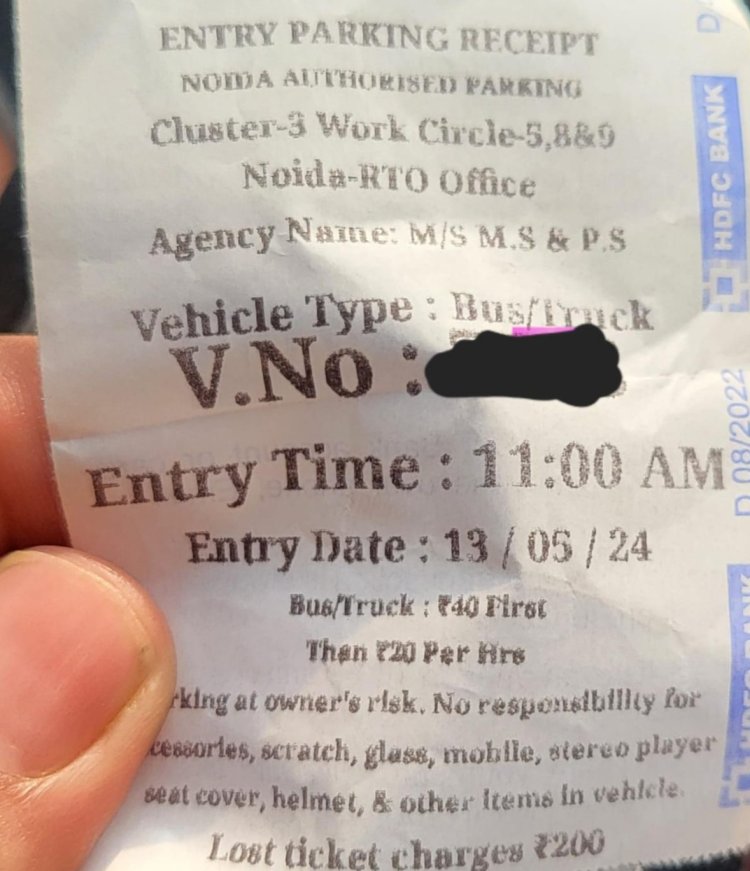 ENTRY PARKING RECEIPT
NOIDA AUTHORISED PARKING
Cluster-3 Work Circle-5,8&9
Noida-RTO Office
Agency Name: M/S M.S & P.S
Vehicle Type : Bus/Truck
V.No :
Entry Time : 11:00 AM
Entry Date : 13 / 05 / 24
Bus/Truck : ₹40 First
Than ₹20 Per Hrs
rking at owner's risk. No responsibility for
cessories, scratch, glass, mobile, stereo player
seat cover, helmet, & other items in vehicle.
Lost ticket charges ₹200
HDFC BANK
D 08/2022
HDFC BANK